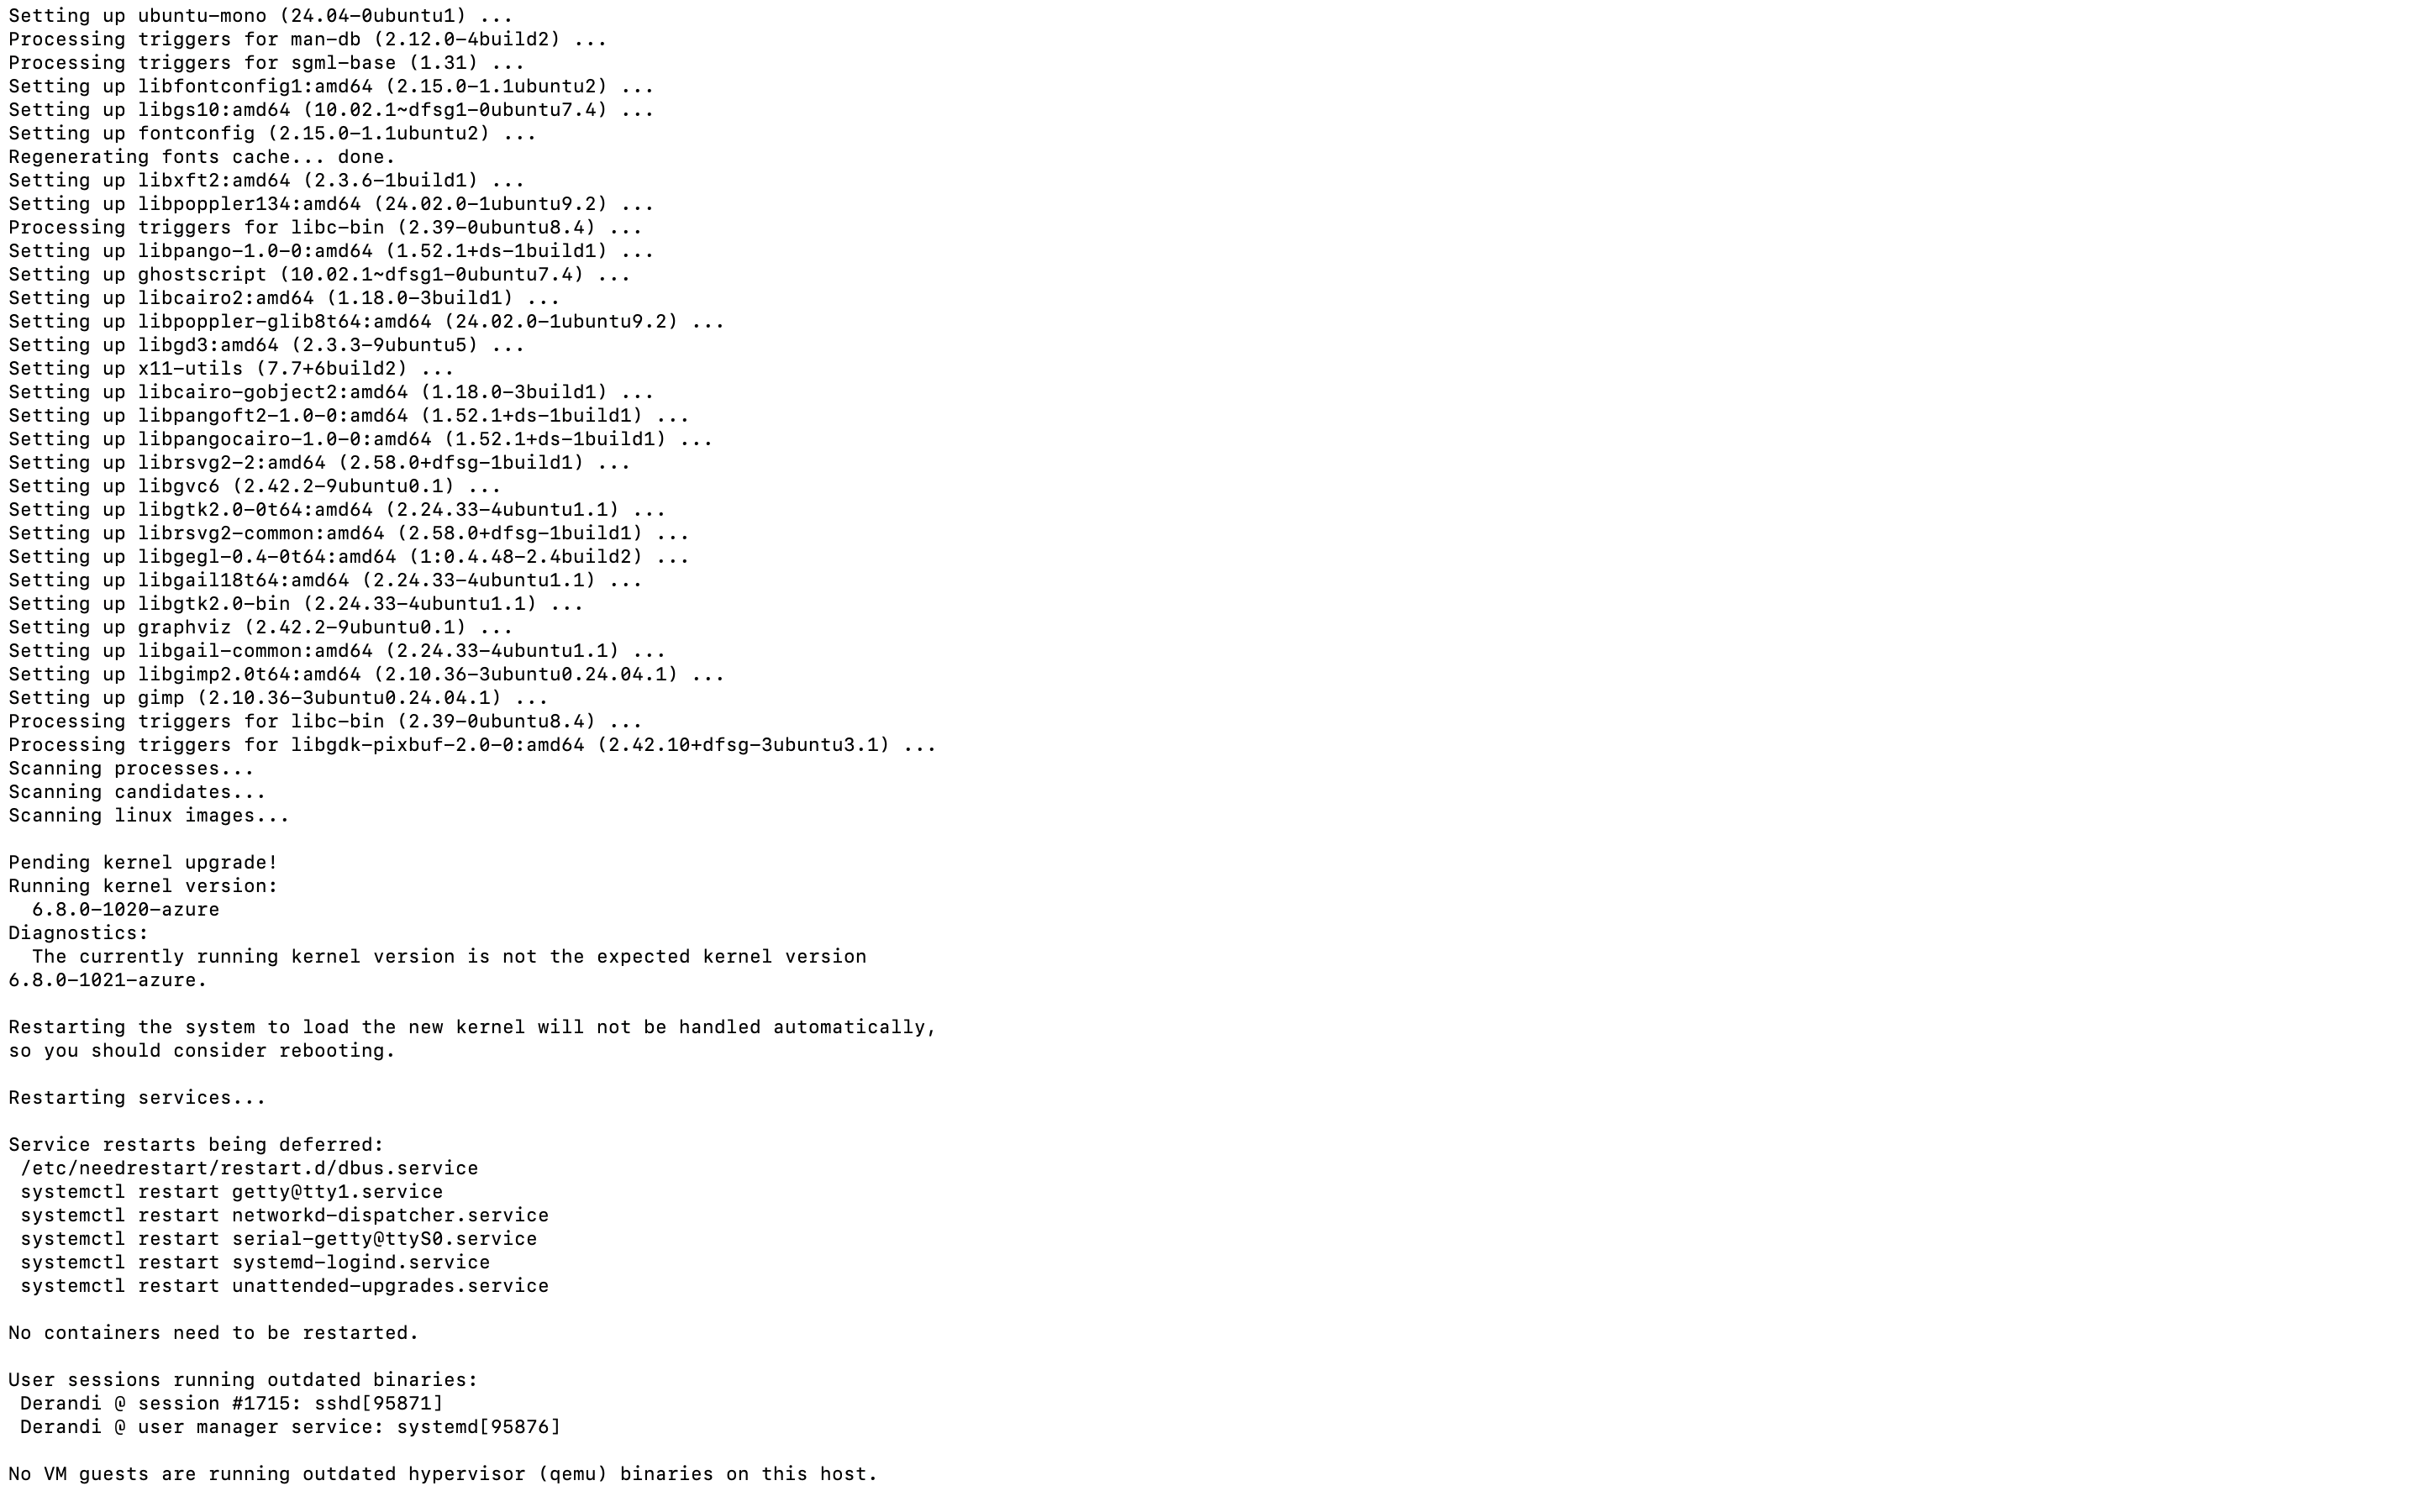 Setting up ubuntu-mono (24.04-0ubuntu1) ...
Processing triggers for man-db (2.12.0-4build2) ...
Processing triggers for sgml-base (1.31) ...
Setting up libfontconfig1:amd64 (2.15.0-1.1ubuntu2) ...
Setting up libgs10:amd64 (10.02.1~dfsg1-0ubuntu7.4) ...
Setting up fontconfig (2.15.0-1.1ubuntu2) ...
Regenerating fonts cache... done.
Setting up libxft2:amd64 (2.3.6-1build1) ...
Setting up libpoppler134:amd64 (24.02.0-1ubuntu9.2) ...
Processing triggers for libc-bin (2.39-0ubuntu8.4) ...
Setting up libpango-1.0-0:amd64 (1.52.1+ds-1build1) ...
Setting up ghostscript (10.02.1~dfsg1-0ubuntu7.4) ...
Setting up libcairo2:amd64 (1.18.0-3build1) ...
Setting up libpoppler-glib8t64:amd64 (24.02.0-1ubuntu9.2) ...
Setting up libgd3:amd64 (2.3.3-9ubuntu5) ...
Setting up x11-utils (7.7+6build2) ...
Setting up libcairo-gobject2:amd64 (1.18.0-3build1) ...
Setting up libpangoft2-1.0-0:amd64 (1.52.1+ds-1build1) ...
Setting up libpangocairo-1.0-0:amd64 (1.52.1+ds-1build1) ...
Setting up librsvg2-2:amd64 (2.58.0+dfsg-1build1) ...
Setting up libgvc6 (2.42.2-9ubuntu0.1) ...
Setting up libgtk2.0-0t64:amd64 (2.24.33-4ubuntu1.1) ...
Setting up librsvg2-common:amd64 (2.58.0+dfsg-1build1) ...
Setting up libgegl-0.4-0t64:amd64 (1:0.4.48-2.4build2) ...
Setting up libgail18t64:amd64 (2.24.33-4ubuntu1.1) ...
Setting up libgtk2.0-bin (2.24.33-4ubuntu1.1) ...
Setting up graphviz (2.42.2-9ubuntu0.1) ...
Setting up libgail-common:amd64 (2.24.33-4ubuntu1.1) ...
Setting up libgimp2.0t64:amd64 (2.10.36-3ubuntu0.24.04.1) ...
Setting up gimp (2.10.36-3ubuntu0.24.04.1) ...
Processing triggers for libc-bin (2.39-0ubuntu8.4) ...
Processing triggers for libgdk-pixbuf-2.0-0:amd64 (2.42.10+dfsg-3ubuntu3.1) ...
Scanning processes...
Scanning candidates...
Scanning linux images...

Pending kernel upgrade!
Running kernel version:
  6.8.0-1020-azure
Diagnostics:
  The currently running kernel version is not the expected kernel version
6.8.0-1021-azure.

Restarting the system to load the new kernel will not be handled automatically,
so you should consider rebooting.

Restarting services...

Service restarts being deferred:
 /etc/needrestart/restart.d/dbus.service
 systemctl restart getty@tty1.service
 systemctl restart networkd-dispatcher.service
 systemctl restart serial-getty@ttyS0.service
 systemctl restart systemd-logind.service
 systemctl restart unattended-upgrades.service

No containers need to be restarted.

User sessions running outdated binaries:
 Derandi @ session #1715: sshd[95871]
 Derandi @ user manager service: systemd[95876]

No VM guests are running outdated hypervisor (qemu) binaries on this host.